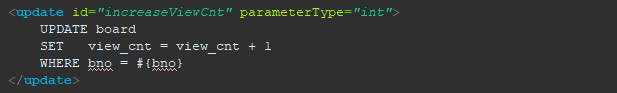 <update id="increaseViewCnt" parameterType="int">
    UPDATE board
    SET   view_cnt = view_cnt + 1
    WHERE bno = #{bno}
</update>